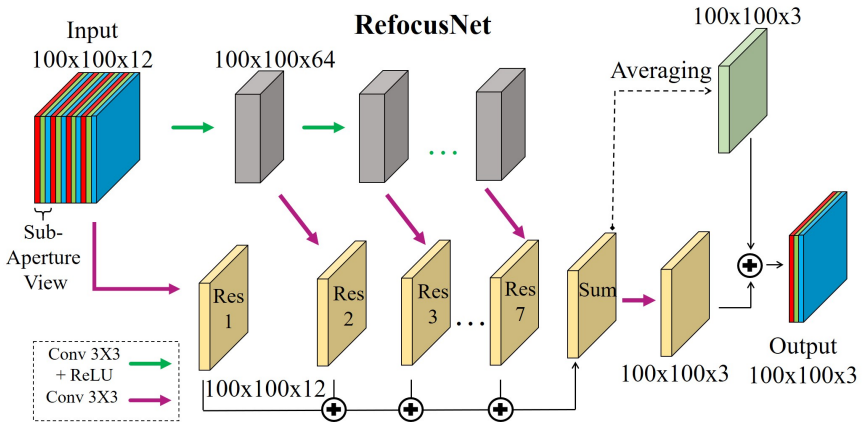 RefocusNet
Input
100x100x12
100x100x64
100x100x3
Averaging
. . .
Sub-
Aperture
View
Res
1
Res
2
Res
3
...
Res
7
Sum
Conv 3X3
+ ReLU
Conv 3X3
100x100x12
100x100x3
Output
100x100x3